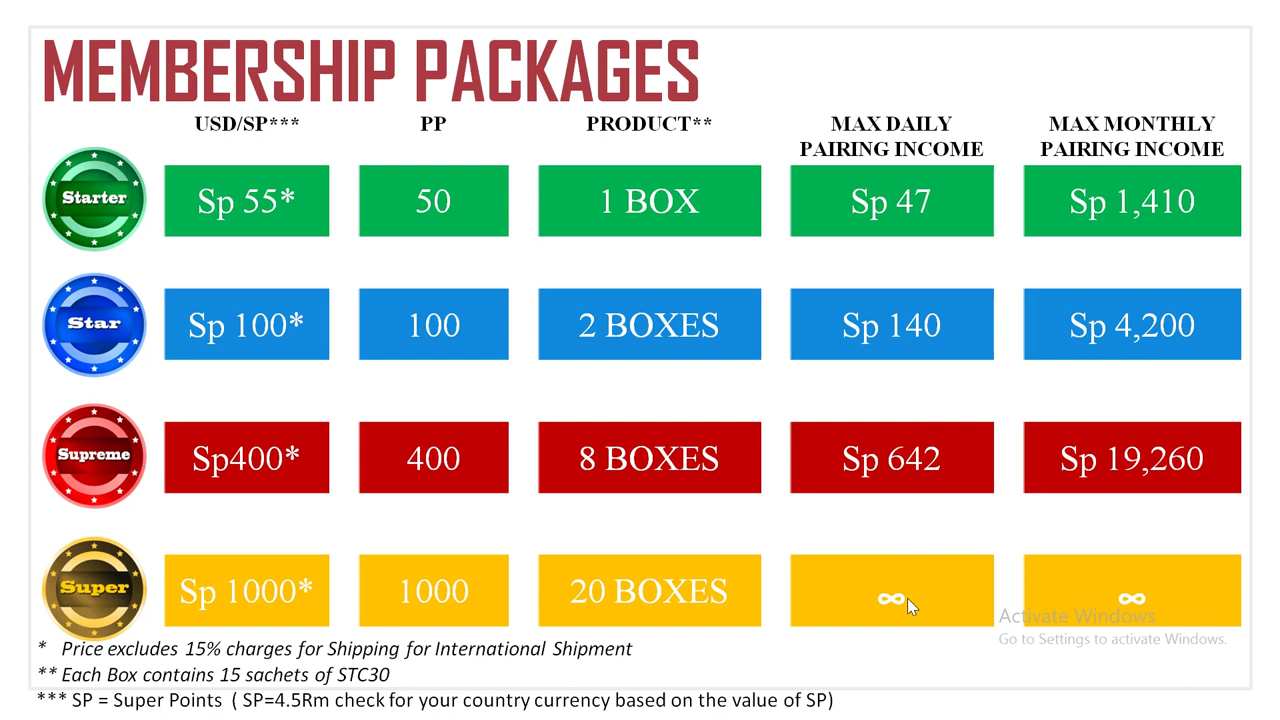 MEMBERSHIP PACKAGES
USD/SP*** PP PRODUCT** MAX DAILY PAIRING INCOME MAX MONTHLY PAIRING INCOME
Starter Sp 55* 50 1 BOX Sp 47 Sp 1,410
Star Sp 100* 100 2 BOXES Sp 140 Sp 4,200
Supreme Sp400* 400 8 BOXES Sp 642 Sp 19,260
Super Sp 1000* 1000 20 BOXES ∞ ∞
Activate Windows
Go to Settings to activate Windows.
* Price excludes 15% charges for Shipping for International Shipment
** Each Box contains 15 sachets of STC30
*** SP = Super Points ( SP=4.5Rm check for your country currency based on the value of SP)